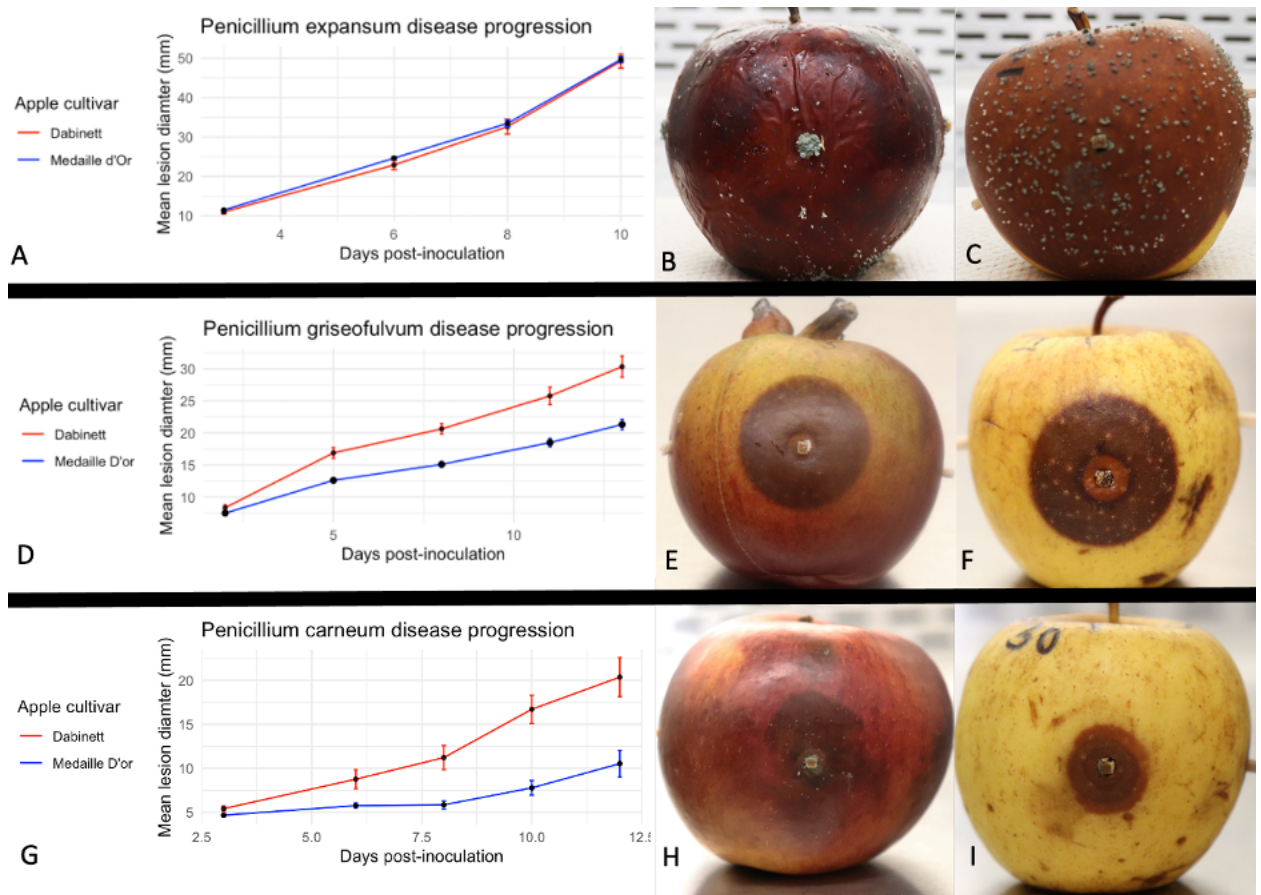 Penicillium expansum disease progression
Mean lesion diamter (mm)
50
40
30
20
10
4
6
8
10
Days post-inoculation
Apple cultivar
Dabinett
Medaille d'Or
A
B
C
Penicillium griseofulvum disease progression
Mean lesion diamter (mm)
30
25
20
15
10
5
10
Days post-inoculation
Apple cultivar
Dabinett
Medaille D'or
D
E
F
Penicillium carneum disease progression
Mean lesion diamter (mm)
20
15
10
5
2.5
5.0
7.5
10.0
12.5
Days post-inoculation
Apple cultivar
Dabinett
Medaille D'or
G
H
30
I